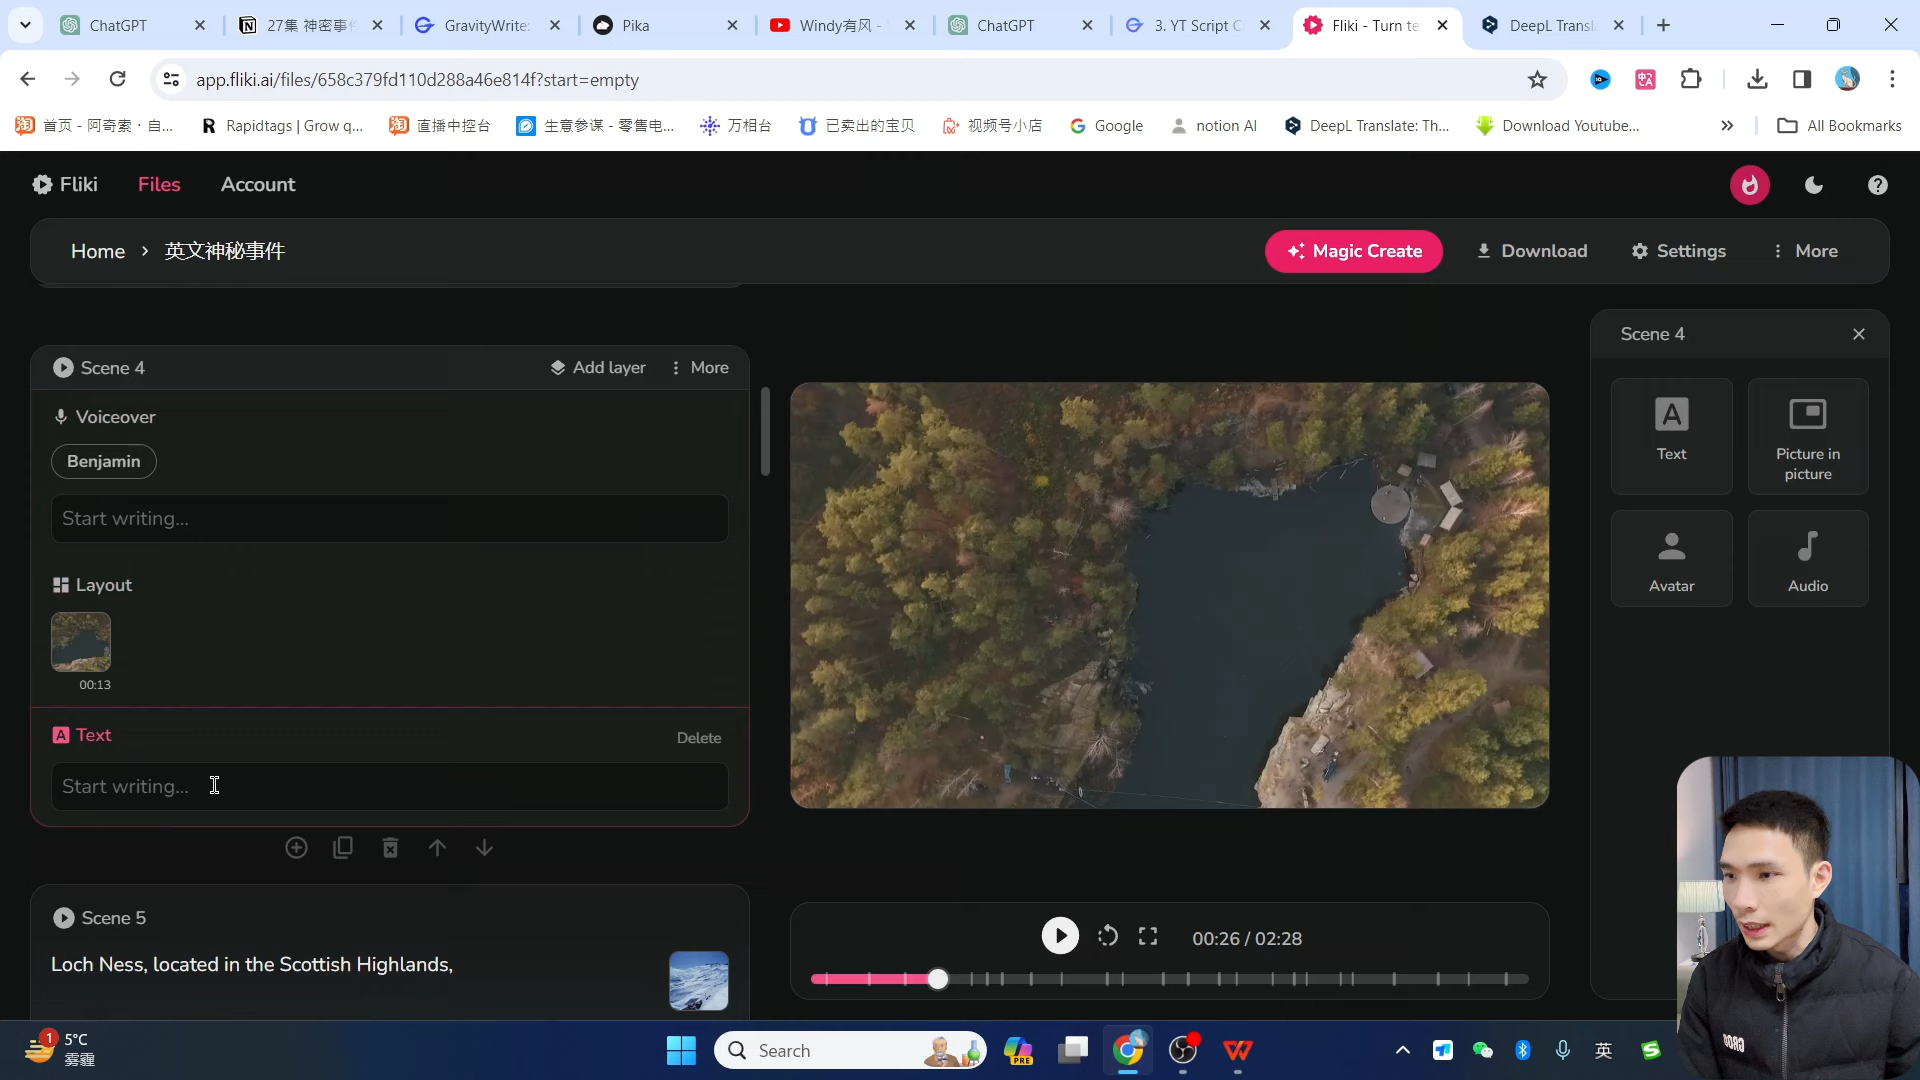 ChatGPT
27集 神密事件
GravityWrite:
Pika
Windy有风 -
ChatGPT
3. YT Script C
Fliki - Turn te
DeepL Transl
app.fliki.ai/files/658c379fd110d288a46e814f?start=empty
首页 - 阿奇索 · 自...
Rapidtags | Grow q...
直播中控台
生意参谋 - 零售电...
万相台
已卖出的宝贝
视频号小店
Google
notion AI
DeepL Translate: Th...
Download Youtube...
All Bookmarks
Fliki
Files
Account
Home > 英文神秘事件
Magic Create
Download
Settings
More
Scene 4
Add layer
More
Voiceover
Benjamin
Start writing...
Layout
00:13
Text
Delete
Start writing...
Scene 5
Loch Ness, located in the Scottish Highlands,
00:26 / 02:28
Scene 4
Text
Picture in
picture
Avatar
Audio
1
5°C
雾霾
Search
PRE
英